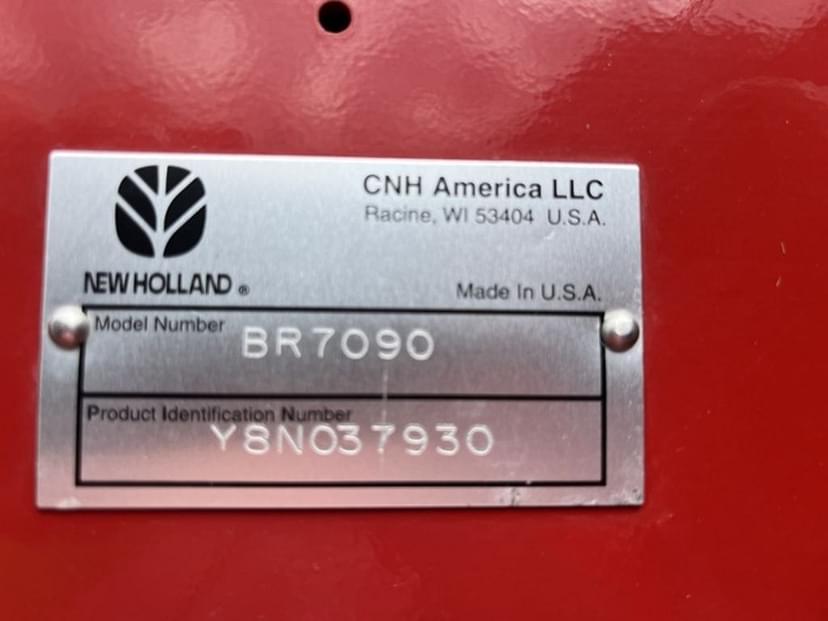 CNH America LLC
Racine, WI 53404 U.S.A.
NEW HOLLAND ®
Made In U.S.A.
Model Number
BR7090
Product Identification Number
Y8N037930